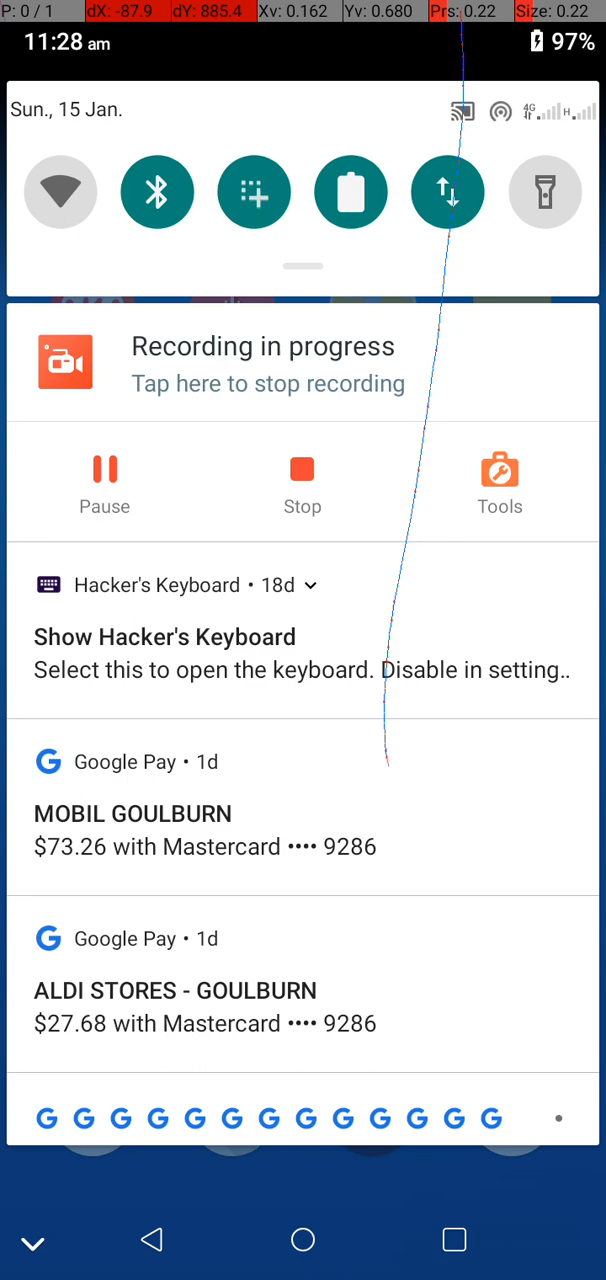 P: 0 / 1 dX: -87.9 dY: 885.4 Xv: 0.162 Yv: 0.680 Prs: 0.22 Size: 0.22
11:28 am 97%
Sun., 15 Jan. 4G H
Recording in progress
Tap here to stop recording
Pause Stop Tools
Hacker's Keyboard • 18d
Show Hacker's Keyboard
Select this to open the keyboard. Disable in setting..
Google Pay • 1d
MOBIL GOULBURN
$73.26 with Mastercard •••• 9286
Google Pay • 1d
ALDI STORES - GOULBURN
$27.68 with Mastercard •••• 9286